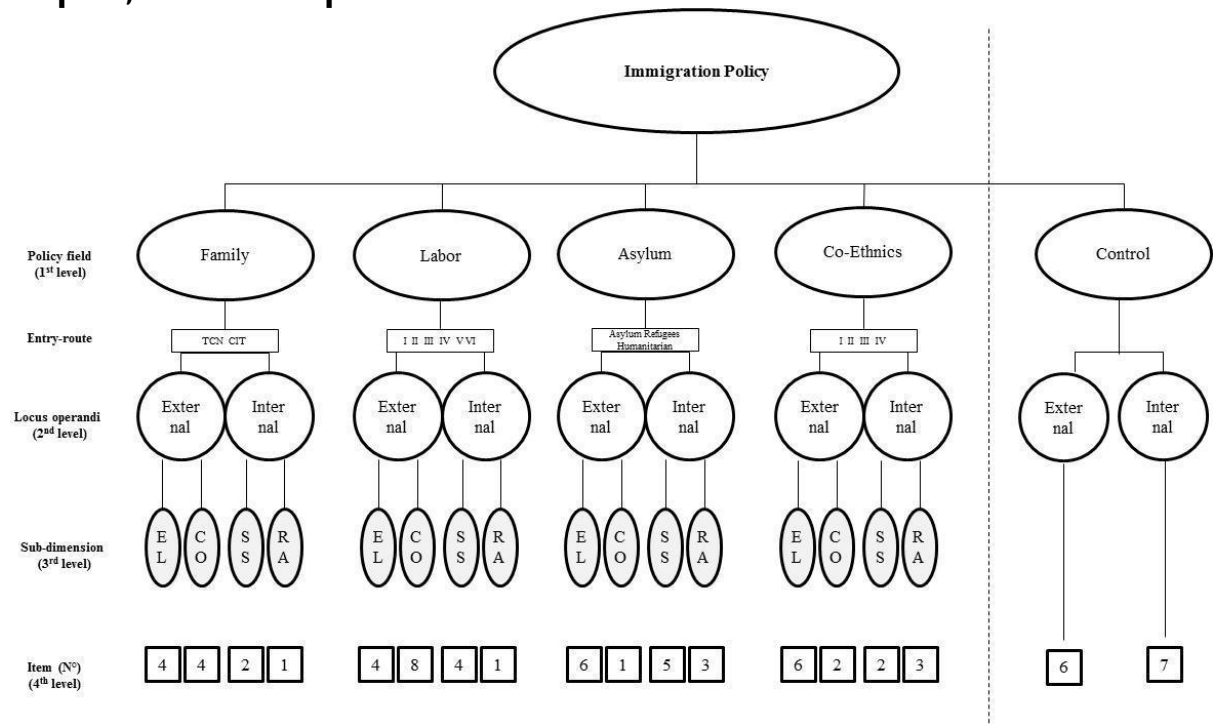 Immigration Policy
Policy field
(1st level)
Family
Labor
Asylum
Co-Ethnics
Control
Entry-route
TCN CIT
I II III IV V VI
Asylum Refugees
Humanitarian
I II III IV
Locus operandi
(2nd level)
Exter
nal
Inter
nal
Exter
nal
Inter
nal
Exter
nal
Inter
nal
Exter
nal
Inter
nal
Exter
nal
Inter
nal
Sub-dimension
(3rd level)
E
L
C
O
S
S
R
A
E
L
C
O
S
S
R
A
E
L
C
O
S
S
R
A
E
L
C
O
S
S
R
A
Item (N°)
(4th level)
4 4 2 1 4 8 4 1 6 1 5 3 6 2 2 3 6 7